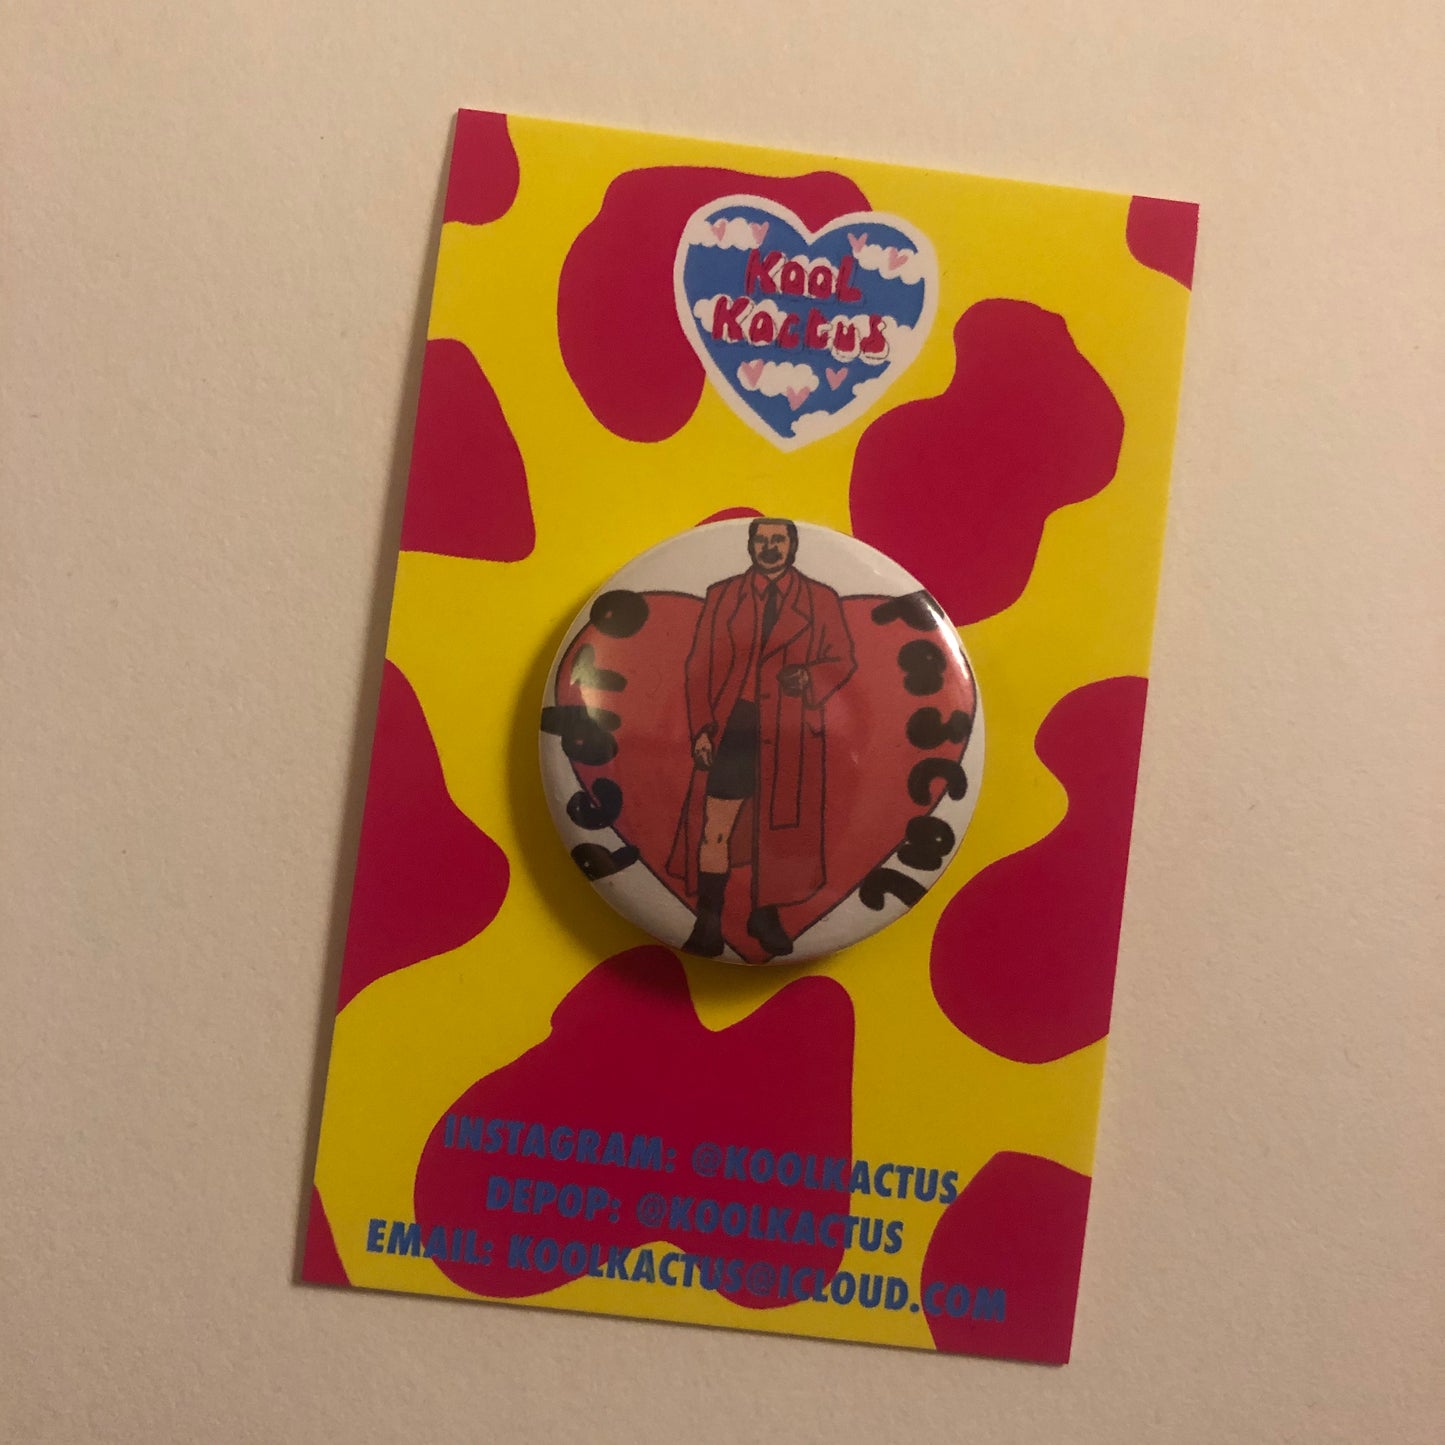 Kool
Kactus
Pedro
Pascal
INSTAGRAM: @KOOLKACTUS
DEPOP: @KOOLKACTUS
EMAIL: KOOLKACTUS@ICLOUD.COM